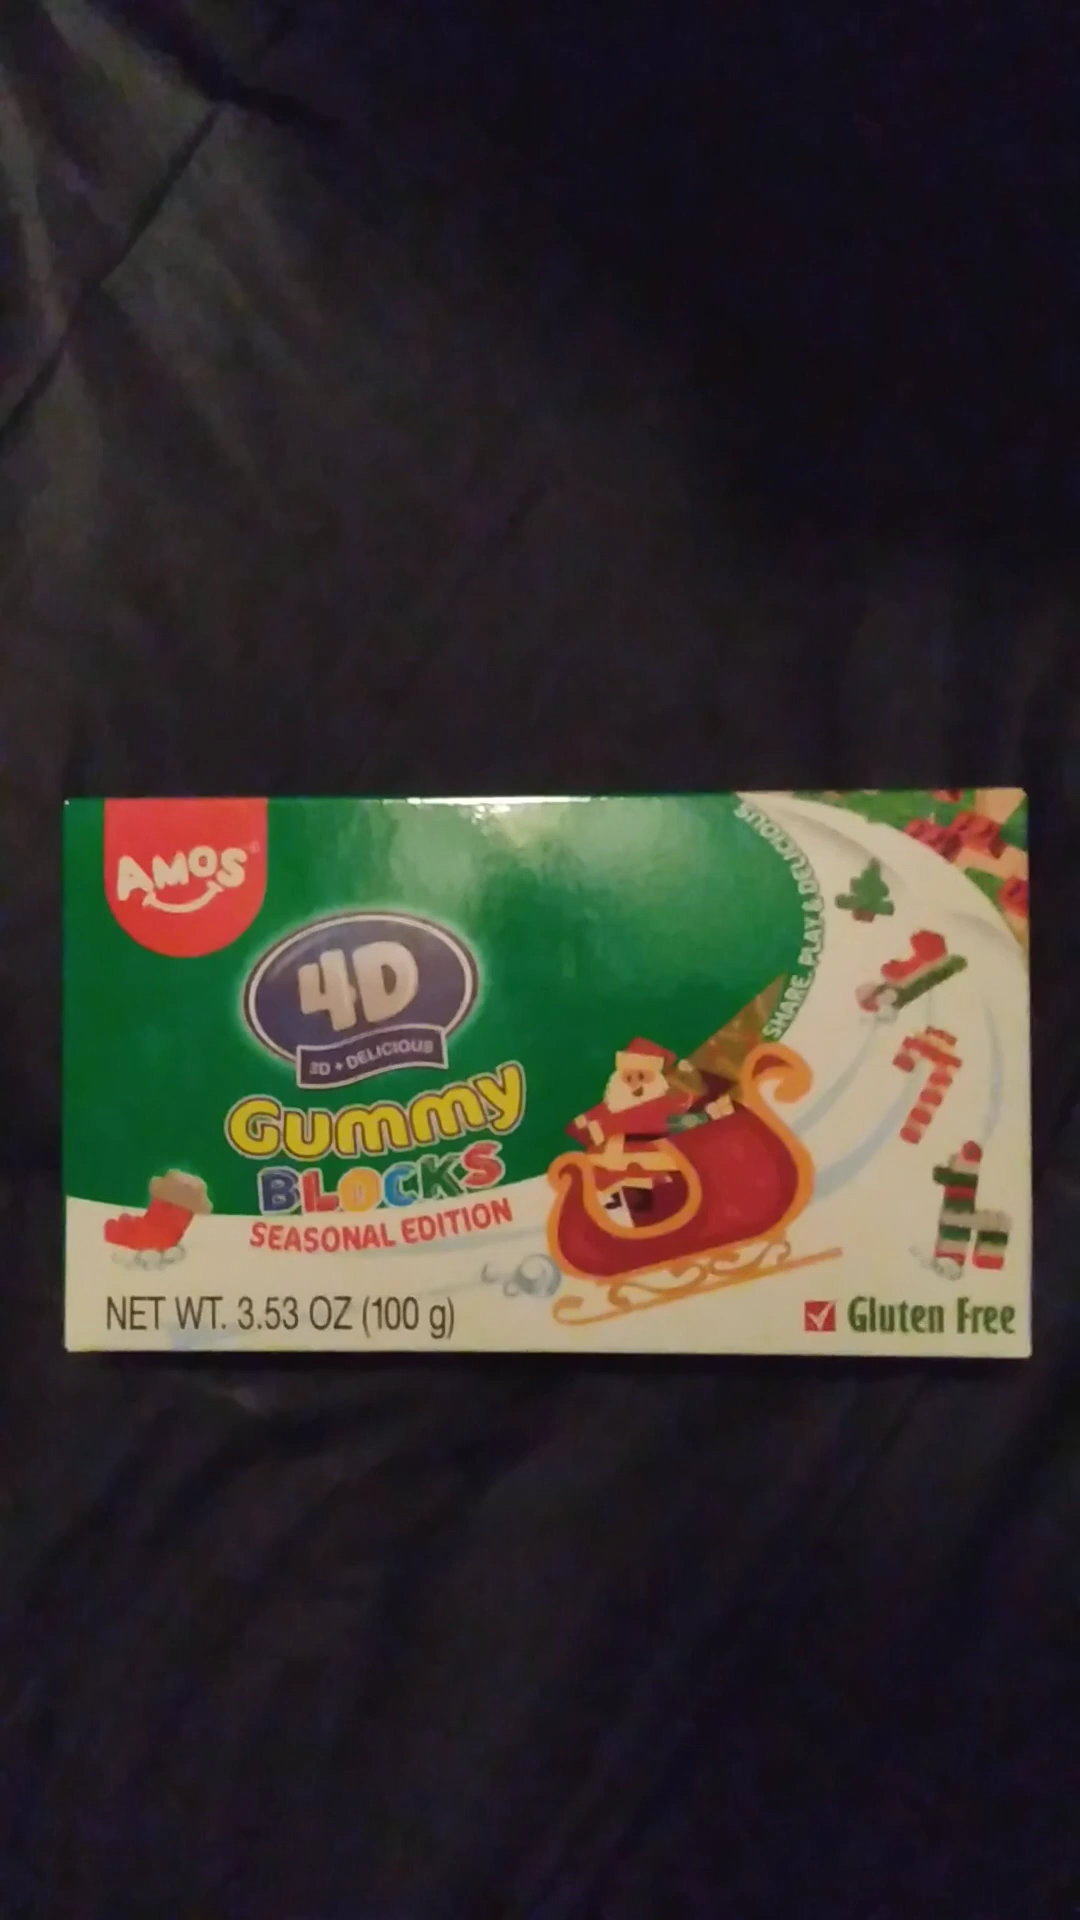 AMOS®
4D
3D + DELICIOUS
Gummy
BLOCKS
SEASONAL EDITION
NET WT. 3.53 OZ (100 g)
SHARE, PLAY & DELICIOUS
Gluten Free